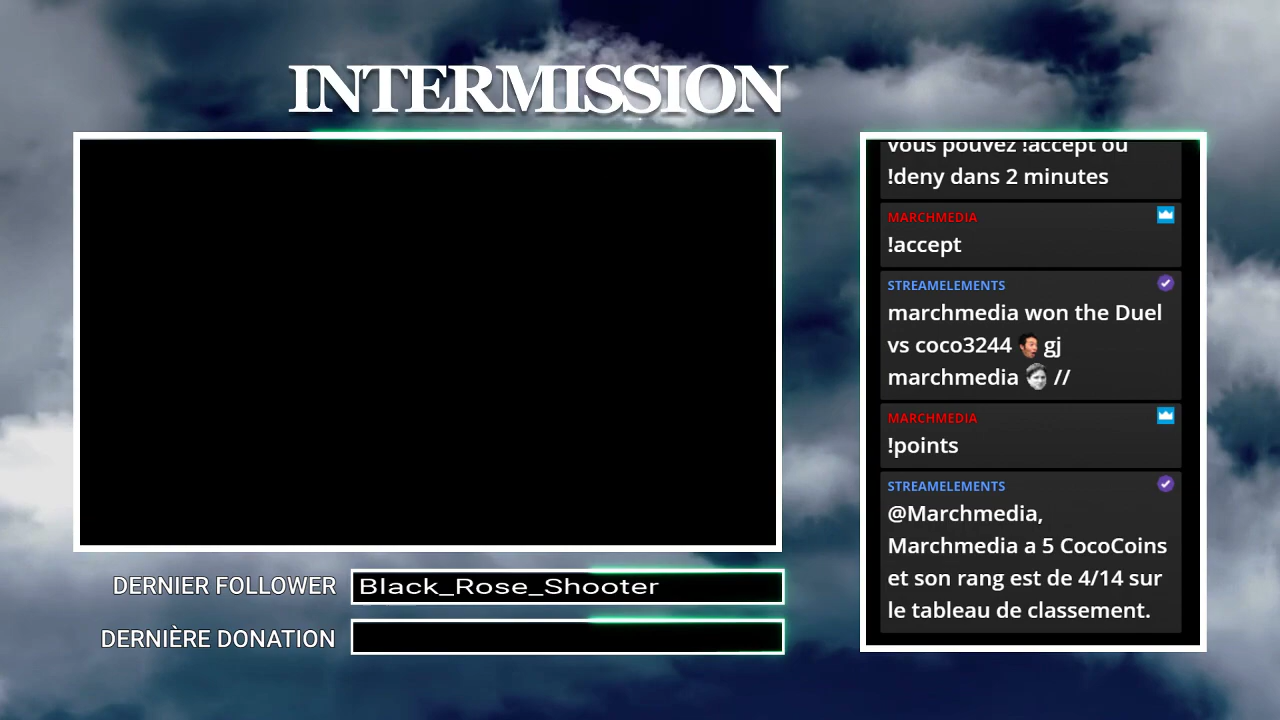 INTERMISSION
vous pouvez !accept ou
!deny dans 2 minutes
MARCHMEDIA
!accept
STREAMELEMENTS
marchmedia won the Duel
vs coco3244 gj
marchmedia //
MARCHMEDIA
!points
STREAMELEMENTS
@Marchmedia,
Marchmedia a 5 CocoCoins
et son rang est de 4/14 sur
le tableau de classement.
DERNIER FOLLOWER Black_Rose_Shooter
DERNIÈRE DONATION